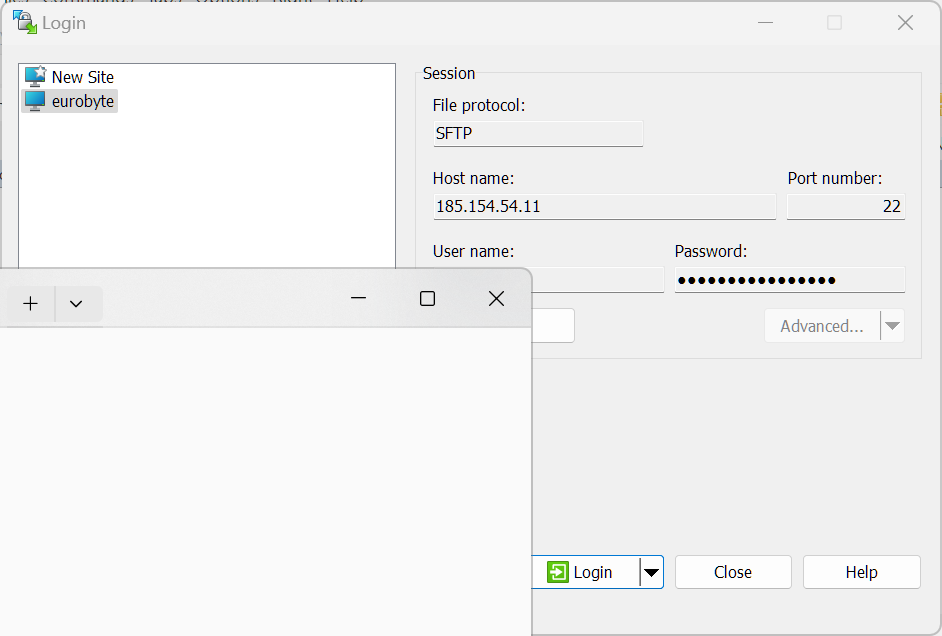 Login
New Site
eurobyte
Session
File protocol:
SFTP
Host name:
Port number:
185.154.54.11
22
User name:
Password:
Advanced...
Login
Close
Help